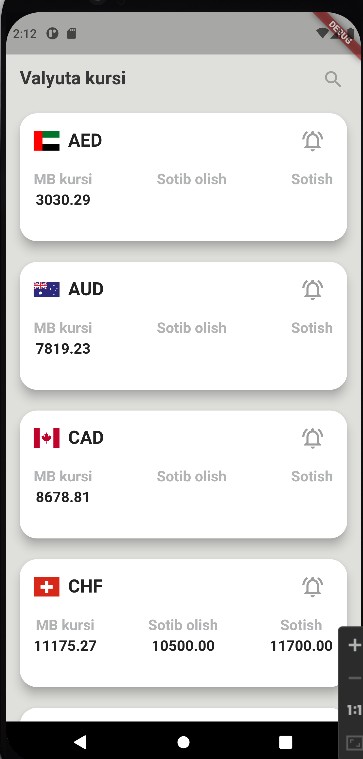 2:12
DEBUG
Valyuta kursi
AED
MB kursi Sotib olish Sotish
3030.29
AUD
MB kursi Sotib olish Sotish
7819.23
CAD
MB kursi Sotib olish Sotish
8678.81
CHF
MB kursi Sotib olish Sotish
11175.27 10500.00 11700.00
1:1